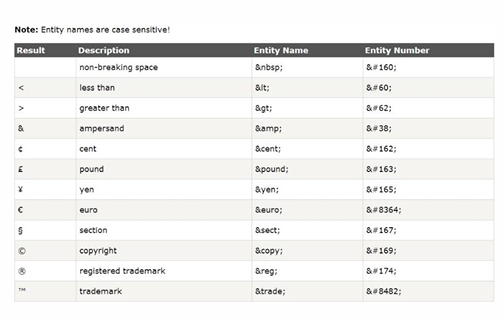 Note: Entity names are case sensitive!
Result Description Entity Name Entity Number
non-breaking space &nbsp; &#160;
< less than &lt; &#60;
> greater than &gt; &#62;
& ampersand &amp; &#38;
¢ cent &cent; &#162;
£ pound &pound; &#163;
¥ yen &yen; &#165;
€ euro &euro; &#8364;
§ section &sect; &#167;
© copyright &copy; &#169;
® registered trademark &reg; &#174;
™ trademark &trade; &#8482;